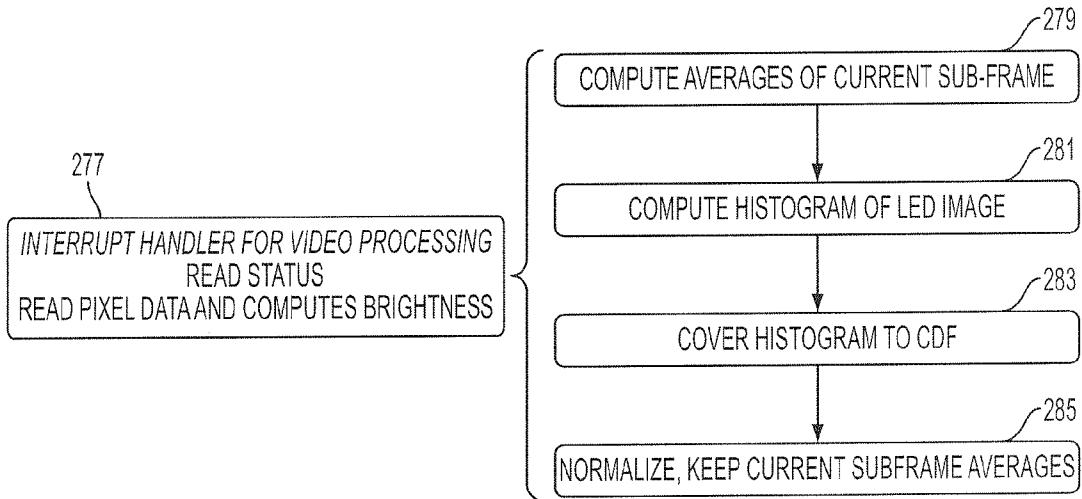 277
INTERRUPT HANDLER FOR VIDEO PROCESSING
READ STATUS
READ PIXEL DATA AND COMPUTES BRIGHTNESS
279
COMPUTE AVERAGES OF CURRENT SUB-FRAME
281
COMPUTE HISTOGRAM OF LED IMAGE
283
COVER HISTOGRAM TO CDF
285
NORMALIZE, KEEP CURRENT SUBFRAME AVERAGES